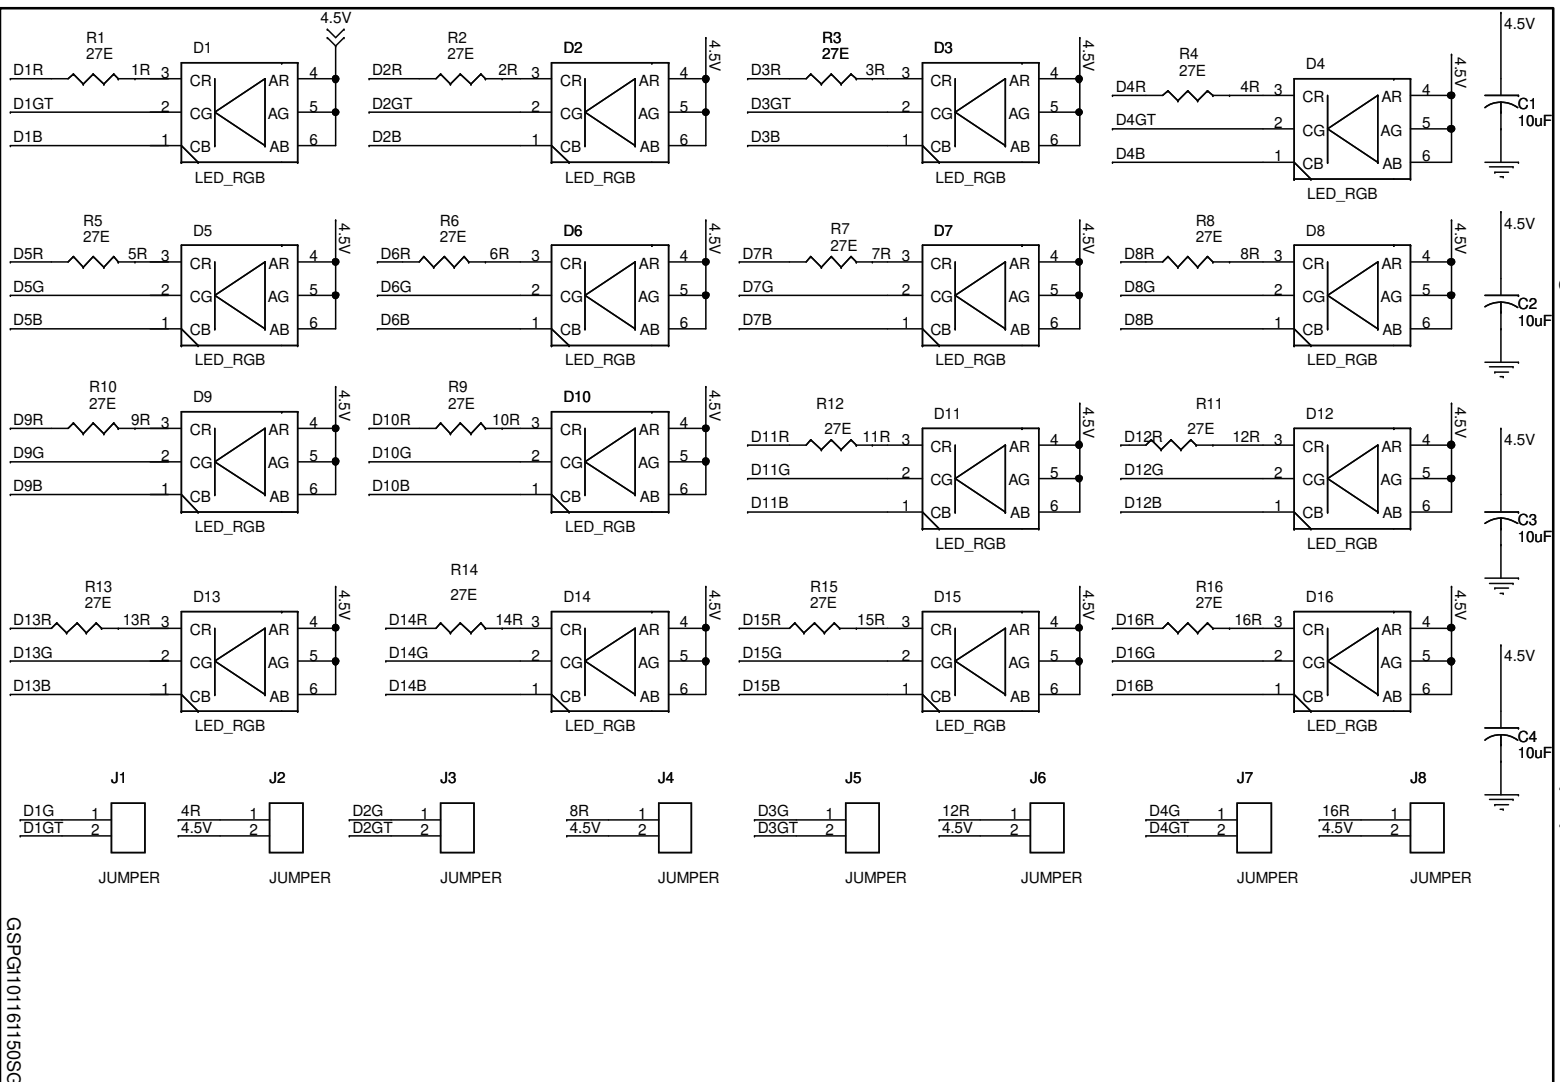 4.5V
R1
27E
D1
D1R 1R 3 CR AR 4
D1GT 2 CG AG 5
D1B 1 CB AB 6
LED_RGB
R2
27E
D2
4.5V
D2R 2R 3 CR AR 4
D2GT 2 CG AG 5
D2B 1 CB AB 6
LED_RGB
R3
27E
D3
4.5V
D3R 3R 3 CR AR 4
D3GT 2 CG AG 5
D3B 1 CB AB 6
LED_RGB
R4
27E
D4
4.5V
D4R 4R 3 CR AR 4
D4GT 2 CG AG 5
D4B 1 CB AB 6
LED_RGB
4.5V
C1
10uF
R5
27E
D5
4.5V
D5R 5R 3 CR AR 4
D5G 2 CG AG 5
D5B 1 CB AB 6
LED_RGB
R6
27E
D6
4.5V
D6R 6R 3 CR AR 4
D6G 2 CG AG 5
D6B 1 CB AB 6
LED_RGB
R7
27E
D7
4.5V
D7R 7R 3 CR AR 4
D7G 2 CG AG 5
D7B 1 CB AB 6
LED_RGB
R8
27E
D8
4.5V
D8R 8R 3 CR AR 4
D8G 2 CG AG 5
D8B 1 CB AB 6
LED_RGB
4.5V
C2
10uF
R10
27E
D9
4.5V
D9R 9R 3 CR AR 4
D9G 2 CG AG 5
D9B 1 CB AB 6
LED_RGB
R9
27E
D10
4.5V
D10R 10R 3 CR AR 4
D10G 2 CG AG 5
D10B 1 CB AB 6
LED_RGB
R12
27E
D11
4.5V
D11R 11R 3 CR AR 4
D11G 2 CG AG 5
D11B 1 CB AB 6
LED_RGB
R11
27E
D12
4.5V
D12R 12R 3 CR AR 4
D12G 2 CG AG 5
D12B 1 CB AB 6
LED_RGB
4.5V
C3
10uF
R13
27E
D13
4.5V
D13R 13R 3 CR AR 4
D13G 2 CG AG 5
D13B 1 CB AB 6
LED_RGB
R14
27E
D14
4.5V
D14R 14R 3 CR AR 4
D14G 2 CG AG 5
D14B 1 CB AB 6
LED_RGB
R15
27E
D15
4.5V
D15R 15R 3 CR AR 4
D15G 2 CG AG 5
D15B 1 CB AB 6
LED_RGB
R16
27E
D16
4.5V
D16R 16R 3 CR AR 4
D16G 2 CG AG 5
D16B 1 CB AB 6
LED_RGB
4.5V
C4
10uF
J1
D1G 1
D1GT 2
JUMPER
J2
4R 1
4.5V 2
JUMPER
J3
D2G 1
D2GT 2
JUMPER
J4
8R 1
4.5V 2
JUMPER
J5
D3G 1
D3GT 2
JUMPER
J6
12R 1
4.5V 2
JUMPER
J7
D4G 1
D4GT 2
JUMPER
J8
16R 1
4.5V 2
JUMPER
GSPG1101161150SG